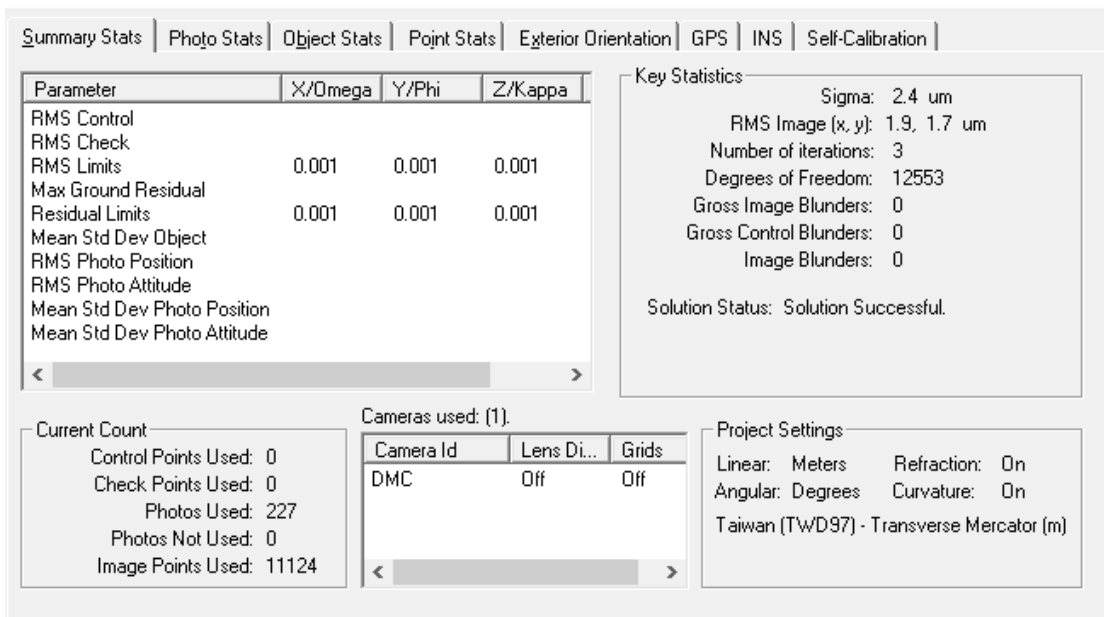 Summary Stats Photo Stats Object Stats Point Stats Exterior Orientation GPS INS Self-Calibration
Parameter X/Omega Y/Phi Z/Kappa
RMS Control
RMS Check
RMS Limits 0.001 0.001 0.001
Max Ground Residual
Residual Limits 0.001 0.001 0.001
Mean Std Dev Object
RMS Photo Position
RMS Photo Attitude
Mean Std Dev Photo Position
Mean Std Dev Photo Attitude
Key Statistics
Sigma: 2.4 um
RMS Image (x, y): 1.9, 1.7 um
Number of iterations: 3
Degrees of Freedom: 12553
Gross Image Blunders: 0
Gross Control Blunders: 0
Image Blunders: 0
Solution Status: Solution Successful.
Current Count
Control Points Used: 0
Check Points Used: 0
Photos Used: 227
Photos Not Used: 0
Image Points Used: 11124
Cameras used: (1).
Camera Id Lens Di... Grids
DMC Off Off
Project Settings
Linear: Meters Refraction: On
Angular: Degrees Curvature: On
Taiwan (TWD97) - Transverse Mercator (m)